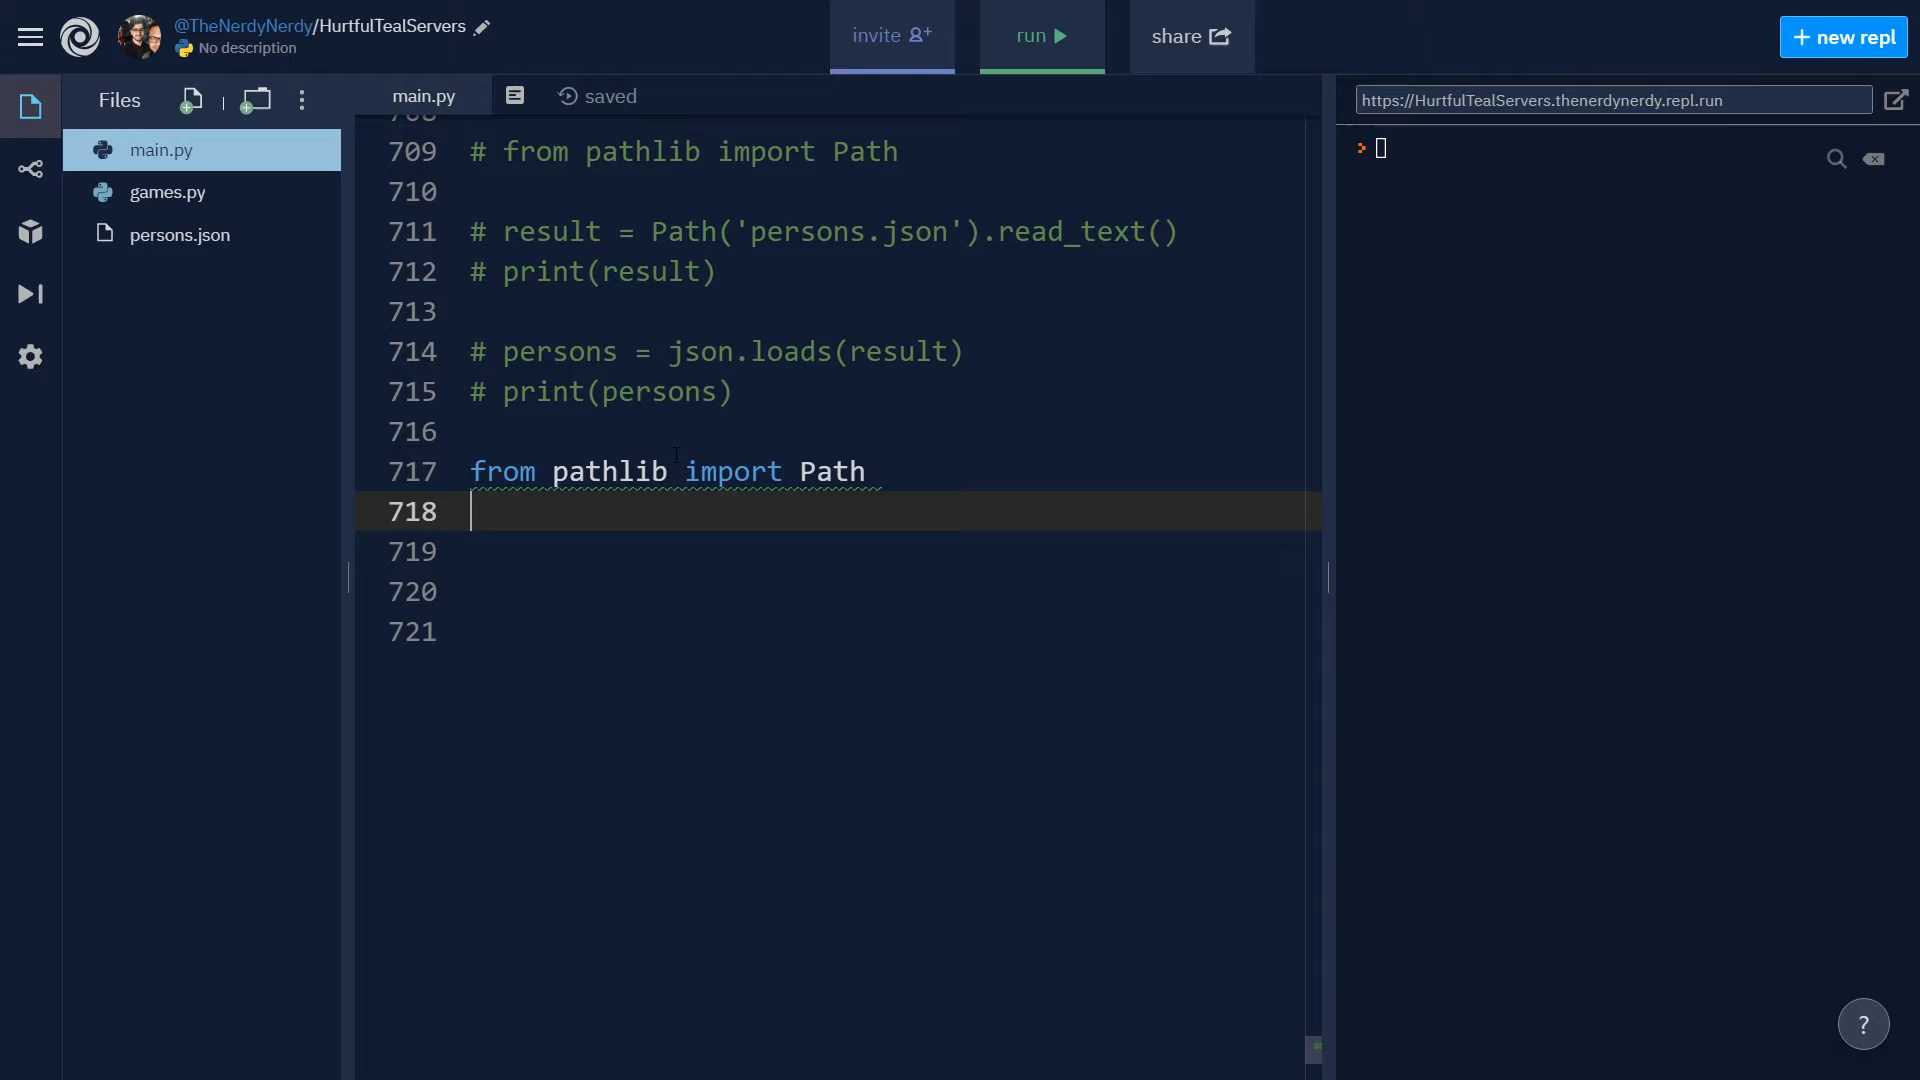 @TheNerdyNerdy/HurtfulTealServers
No description
invite
run
share
+ new repl
Files
main.py
saved
https://HurtfulTealServers.thenerdynerdy.repl.run
main.py
games.py
persons.json
708
709 # from pathlib import Path
710
711 # result = Path('persons.json').read_text()
712 # print(result)
713
714 # persons = json.loads(result)
715 # print(persons)
716
717 from pathlib import Path
718
719
720
721
?